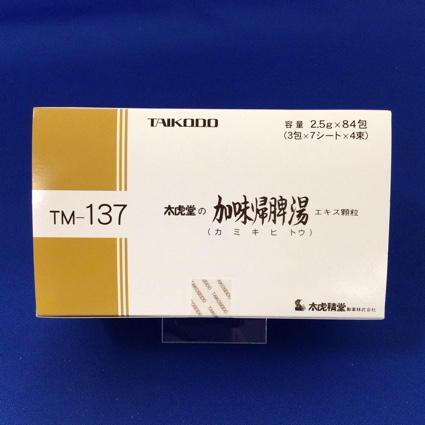 TAIKODO
容量 2.5g×84包
(3包×7シート×4束)
TM-137
太虎堂の 加味帰脾湯 エキス顆粒
(カミキヒトウ)
太虎精堂製薬株式会社